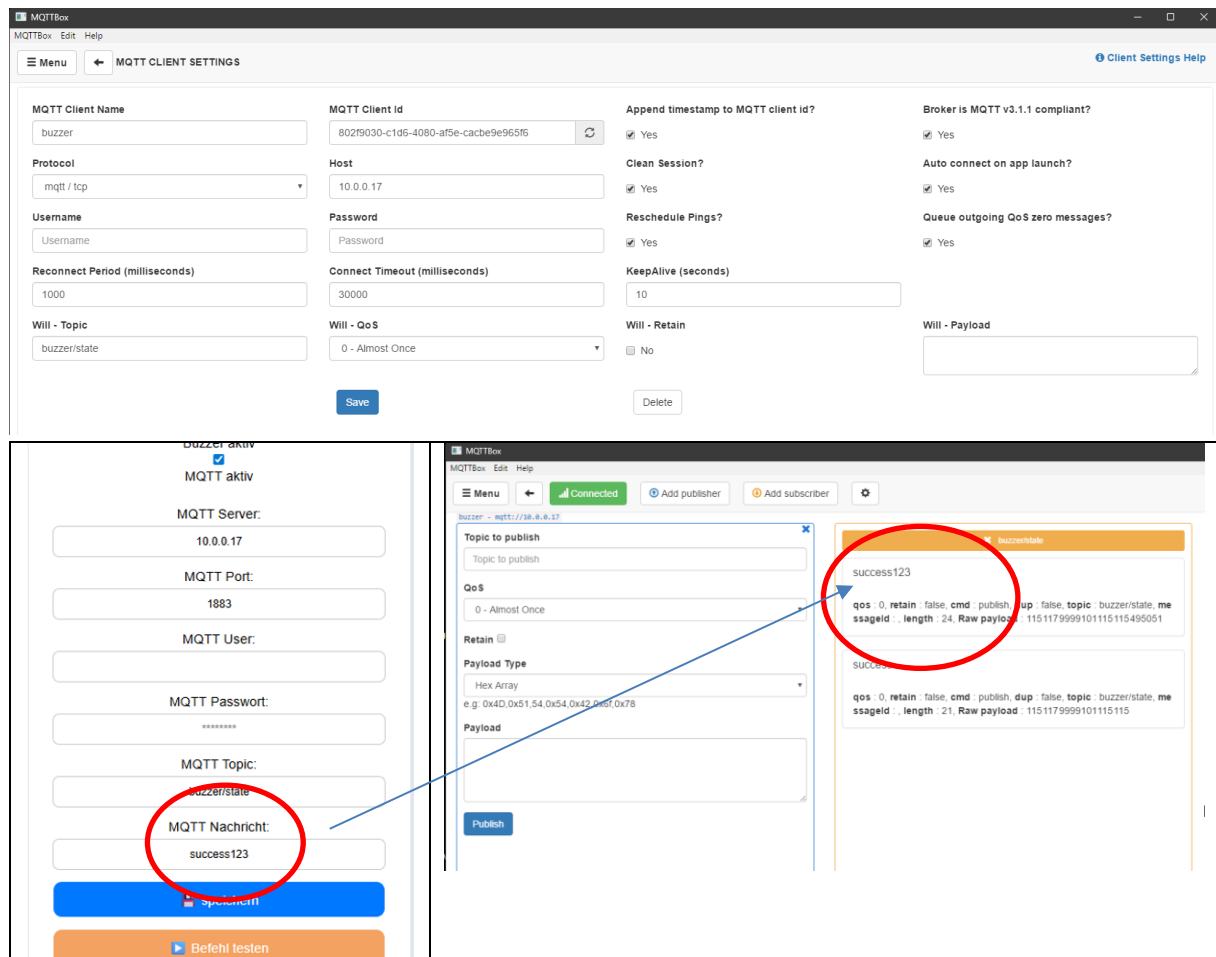 MQTTBox
MQTTBox Edit Help
Menu MQTT CLIENT SETTINGS Client Settings Help
MQTT Client Name MQTT Client Id Append timestamp to MQTT client id? Broker is MQTT v3.1.1 compliant?
buzzer 802f9030-c1d6-4080-af5e-cacbe9e965f6 Yes Yes
Protocol Host Clean Session? Auto connect on app launch?
mqtt / tcp 10.0.0.17 Yes Yes
Username Password Reschedule Pings? Queue outgoing QoS zero messages?
Username Password Yes Yes
Reconnect Period (milliseconds) Connect Timeout (milliseconds) KeepAlive (seconds)
1000 30000 10
Will - Topic Will - QoS Will - Retain Will - Payload
buzzer/state 0 - Almost Once No
Save Delete
Buzzer aktiv
MQTT aktiv
MQTT Server:
10.0.0.17
MQTT Port:
1883
MQTT User:
MQTT Passwort:
********
MQTT Topic:
buzzer/state
MQTT Nachricht:
success123
speichern
Befehl testen
MQTTBox
MQTTBox Edit Help
Menu Connected Add publisher Add subscriber
buzzer - mqtt://10.0.0.17
Topic to publish
Topic to publish
QoS
0 - Almost Once
Retain
Payload Type
Hex Array
e.g: 0x4D,0x51,54,0x54,0x42,0x6f,0x78
Payload
Publish
buzzer/state
success123
qos : 0, retain : false, cmd : publish, dup : false, topic : buzzer/state, me
ssageId : , length : 24, Raw payload : 1151179999101115115495051
success
qos : 0, retain : false, cmd : publish, dup : false, topic : buzzer/state, me
ssageId : , length : 21, Raw payload : 1151179999101115115